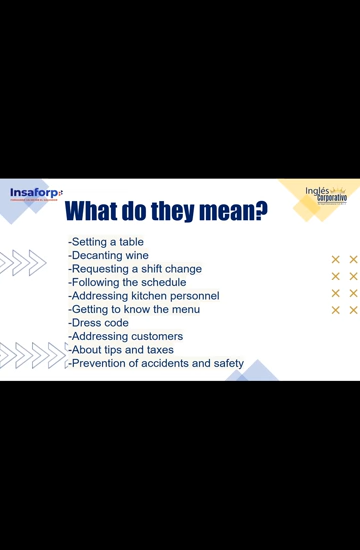 Insaforp
Inglés
Corporativo
What do they mean?
-Setting a table
-Decanting wine
-Requesting a shift change
-Following the schedule
-Addressing kitchen personnel
-Getting to know the menu
-Dress code
-Addressing customers
-About tips and taxes
-Prevention of accidents and safety